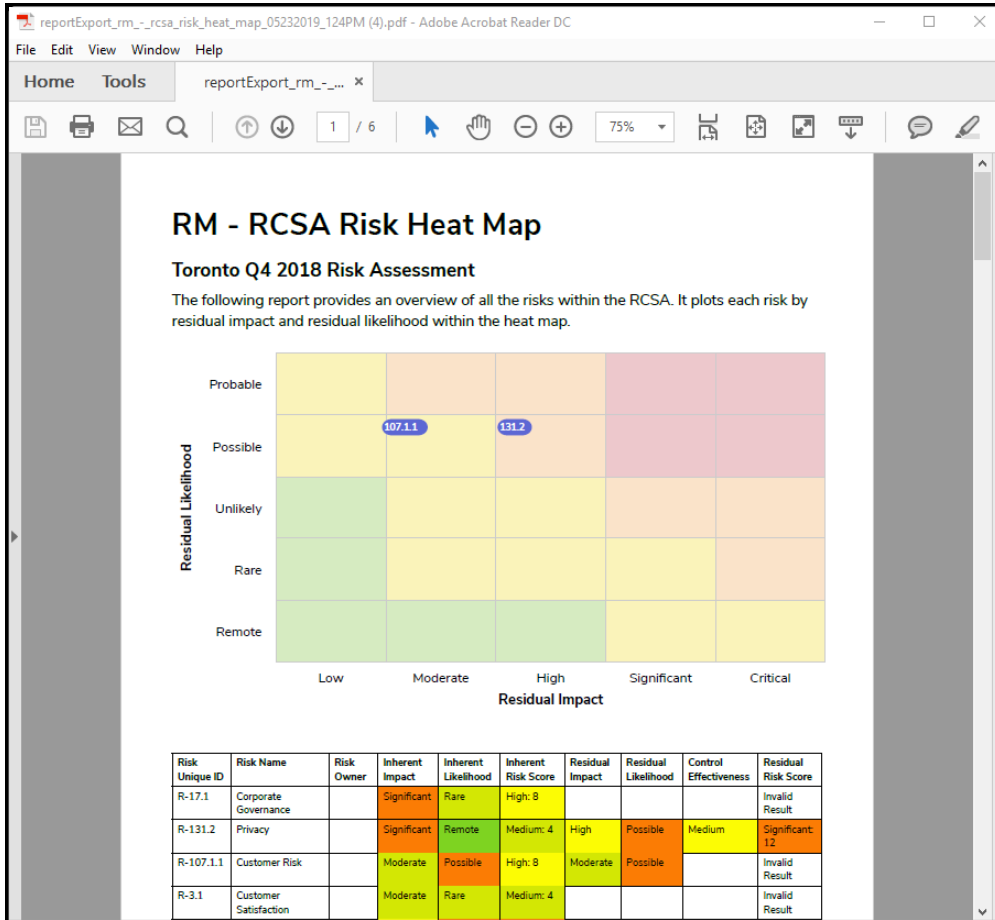 reportExport_rm_-_rcsa_risk_heat_map_05232019_124PM (4).pdf - Adobe Acrobat Reader DC
File Edit View Window Help
Home Tools reportExport_rm_-_... ×
1 / 6 75%
RM - RCSA Risk Heat Map
Toronto Q4 2018 Risk Assessment
The following report provides an overview of all the risks within the RCSA. It plots each risk by
residual impact and residual likelihood within the heat map.
Residual Likelihood
Probable
Possible
107.1.1 131.2
Unlikely
Rare
Remote
Low Moderate High Significant Critical
Residual Impact
Risk Unique ID Risk Name Risk Owner Inherent Impact Inherent Likelihood Inherent Risk Score Residual Impact Residual Likelihood Control Effectiveness Residual Risk Score
R-17.1 Corporate Governance Significant Rare High: 8 Invalid Result
R-131.2 Privacy Significant Remote Medium: 4 High Possible Medium Significant: 12
R-107.1.1 Customer Risk Moderate Possible High: 8 Moderate Possible Invalid Result
R-3.1 Customer Satisfaction Moderate Rare Medium: 4 Invalid Result